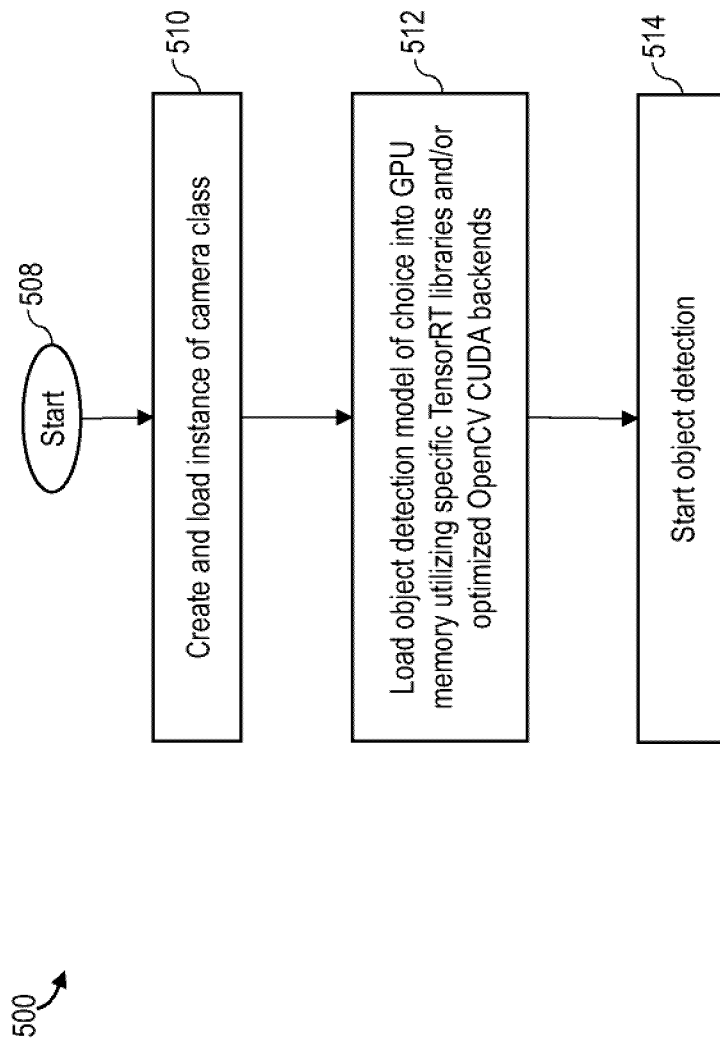 500
508
Start
510
Create and load instance of camera class
512
Load object detection model of choice into GPU
memory utilizing specific TensorRT libraries and/or
optimized OpenCV CUDA backends
514
Start object detection